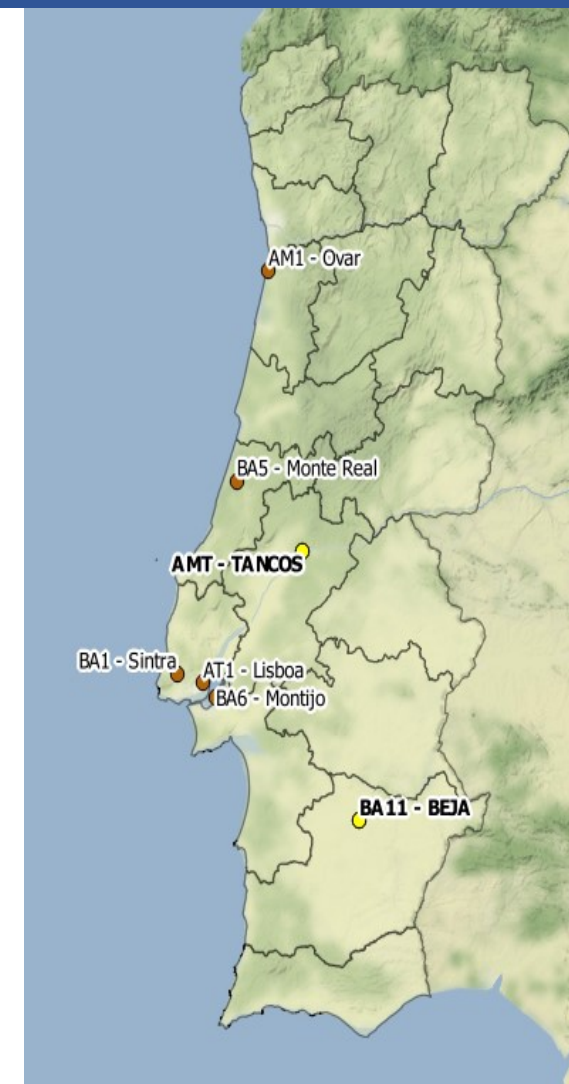 AM1 - Ovar
BA5 - Monte Real
AMT - TANCOS
BA1 - Sintra
AT1 - Lisboa
BA6 - Montijo
BA11 - BEJA